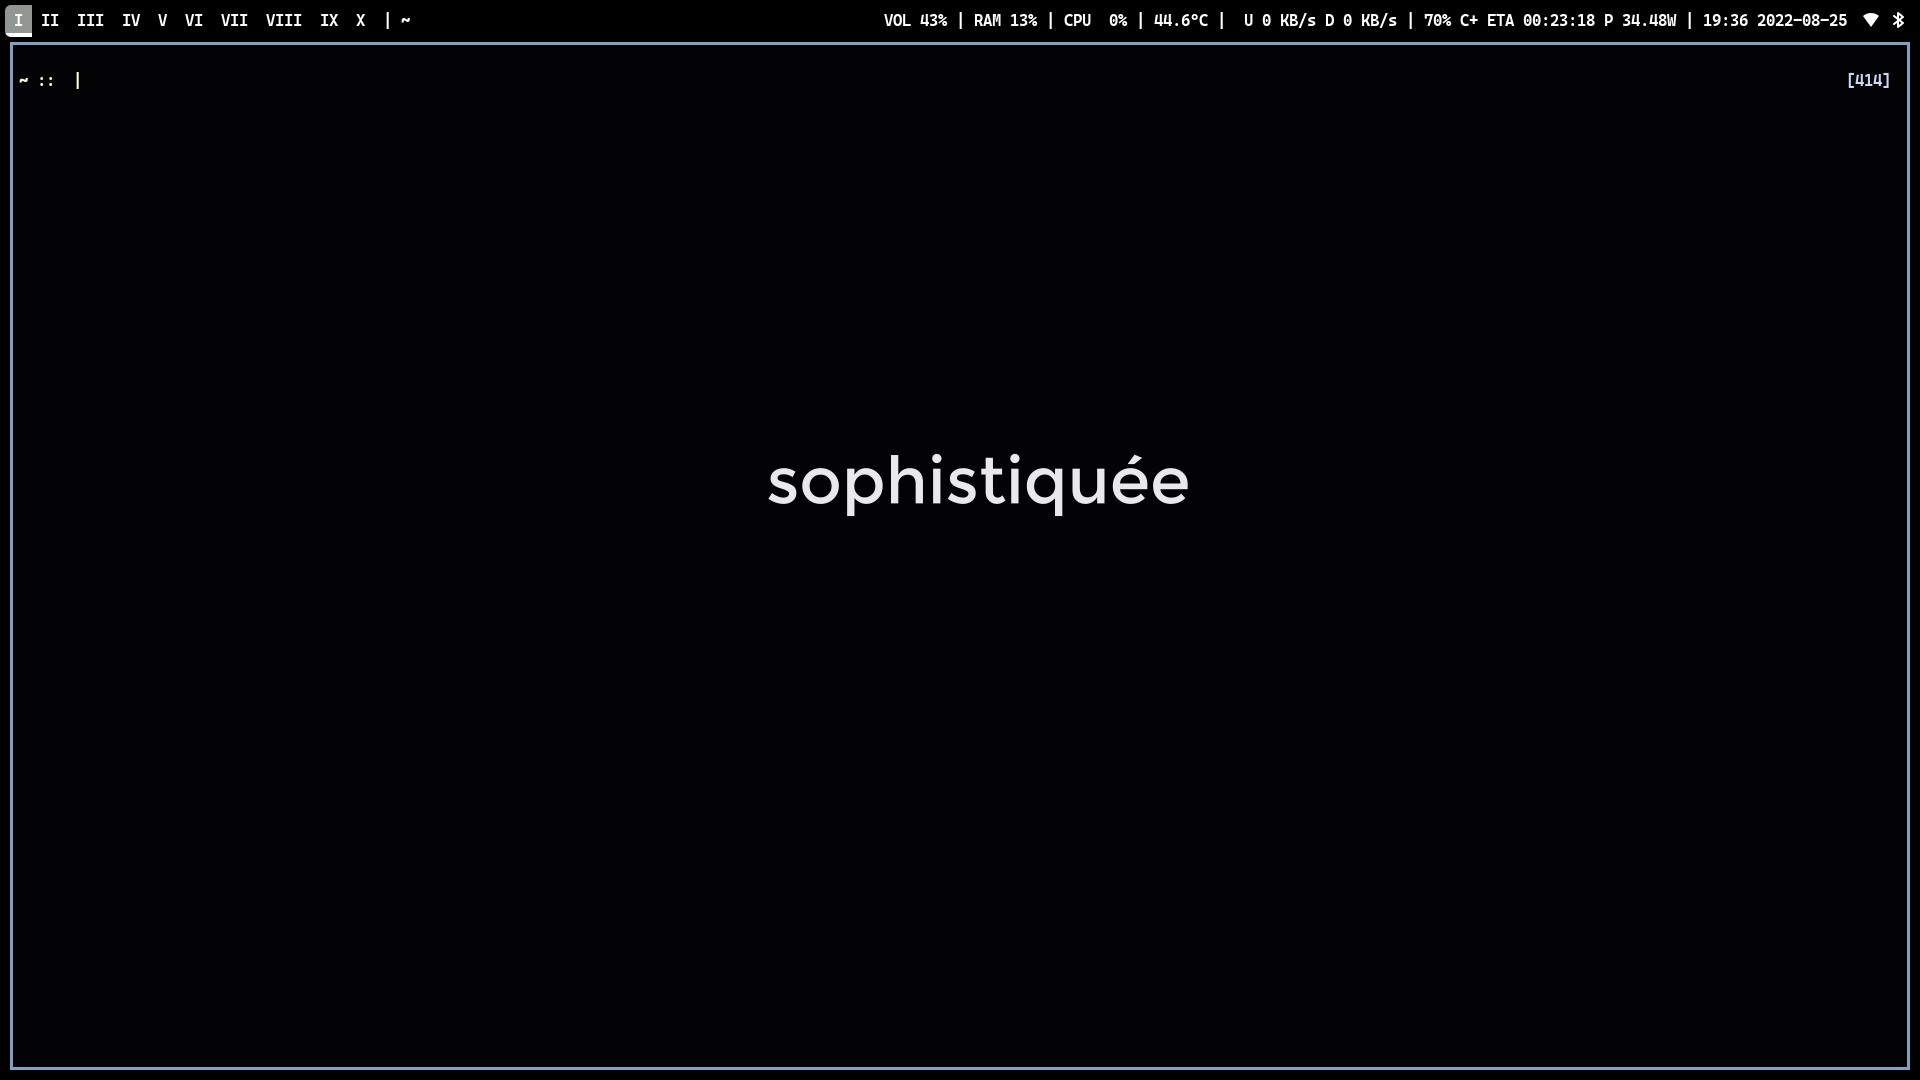 I II III IV V VI VII VIII IX X | ~ VOL 43% | RAM 13% | CPU  0% | 44.6°C |  U 0 KB/s D 0 KB/s | 70% C+ ETA 00:23:18 P 34.48W | 19:36 2022-08-25
~ :: | [414]
sophistiquée